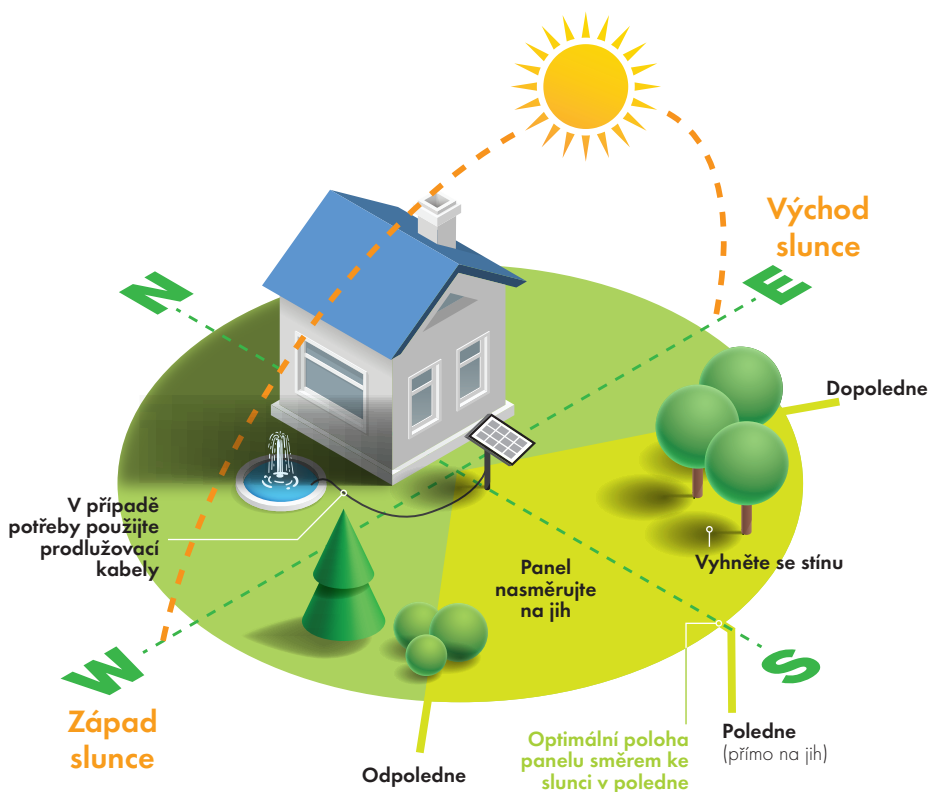 Východ
slunce
N
E
Dopoledne
V případě
potřeby použijte
prodlužovací
kabely
Vyhněte se stínu
Panel
nasměrujte
na jih
W
S
Západ
slunce
Odpoledne
Optimální poloha
panelu směrem ke
slunci v poledne
Poledne
(přímo na jih)